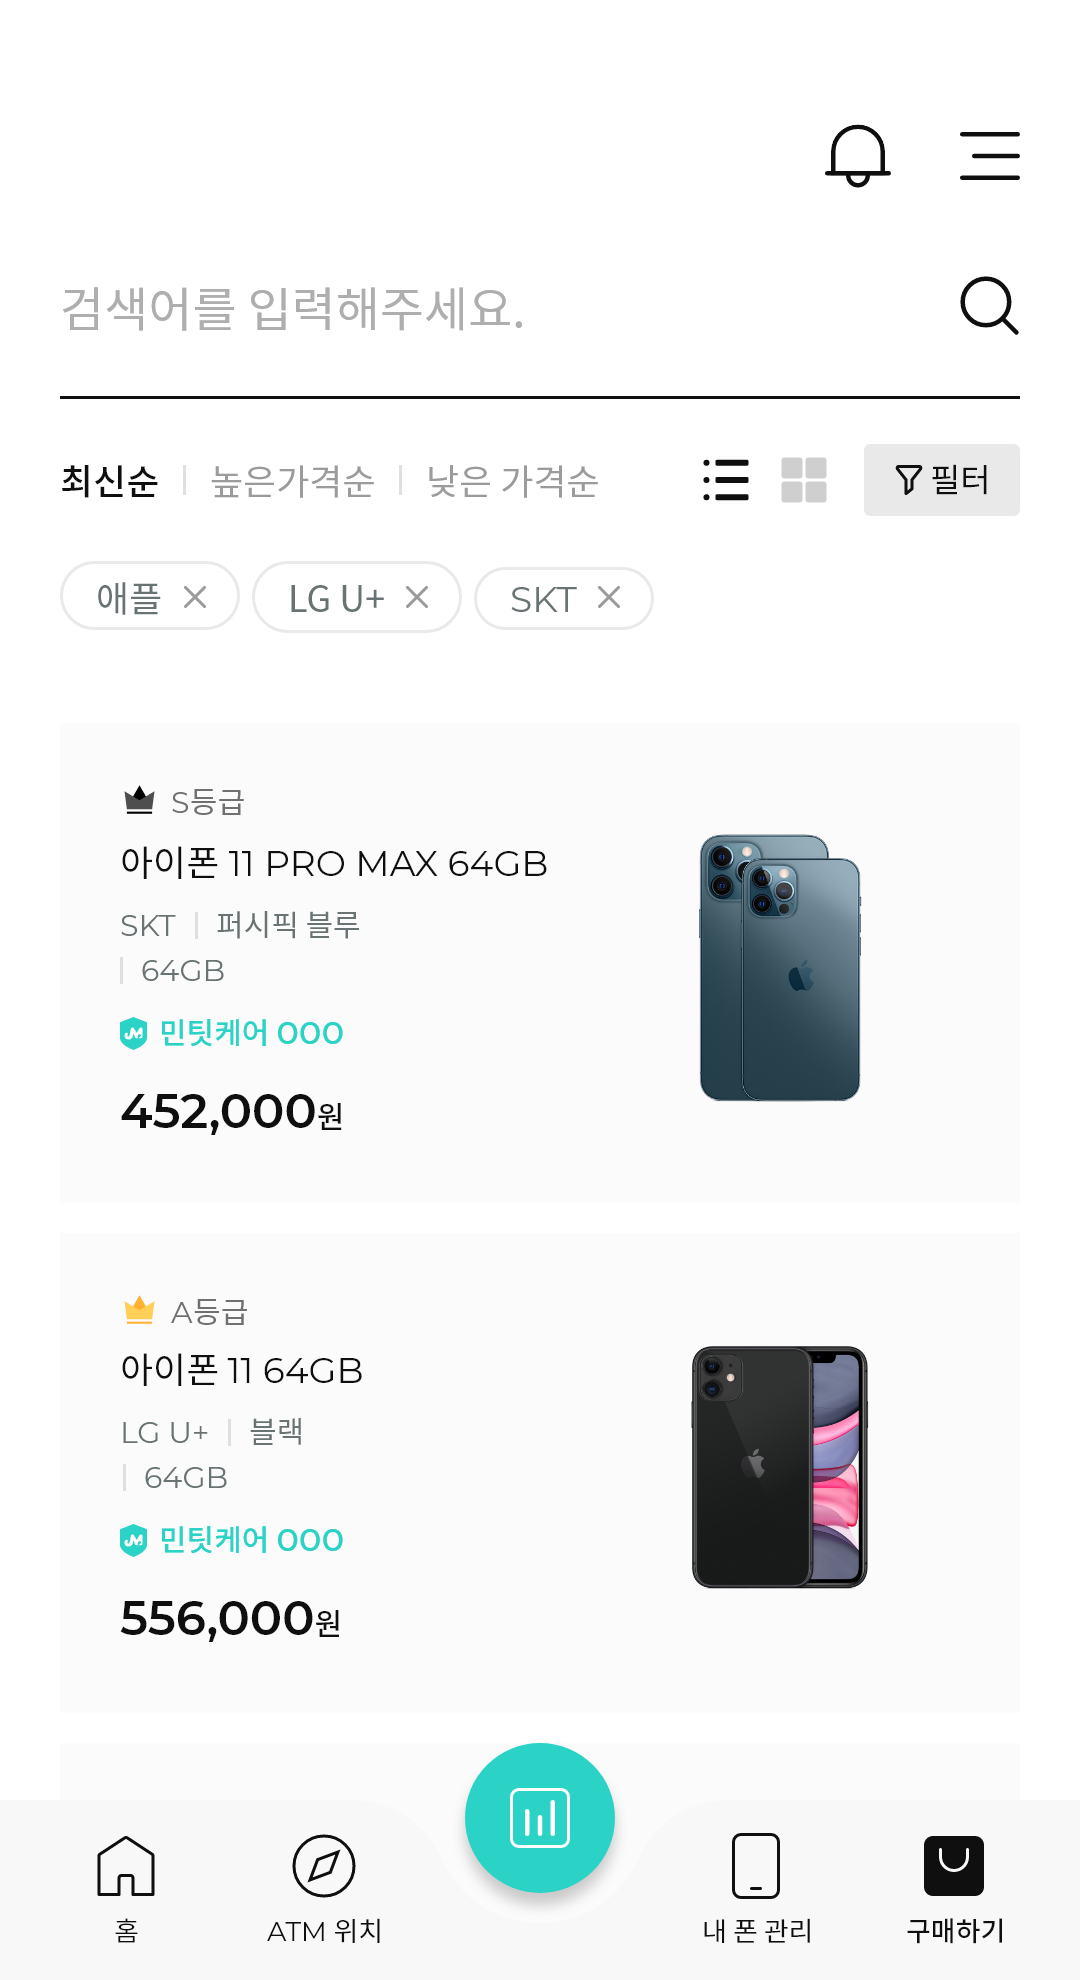 검색어를 입력해주세요.
최신순 높은가격순 낮은 가격순 필터
애플 LG U+ SKT
S등급
아이폰 11 PRO MAX 64GB
SKT 퍼시픽 블루
64GB
민팃케어 OOO
452,000원
A등급
아이폰 11 64GB
LG U+ 블랙
64GB
민팃케어 OOO
556,000원
홈 ATM 위치 내 폰 관리 구매하기